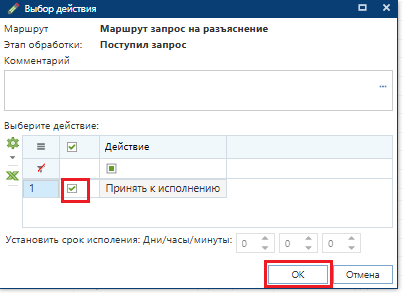 Выбор действия
Маршрут Маршрут запрос на разъяснение
Этап обработки: Поступил запрос
Комментарий
...
Выберите действие:
Действие
1 Принять к исполнению
Установить срок исполения: Дни/часы/минуты: 0 0 0
ОК Отмена